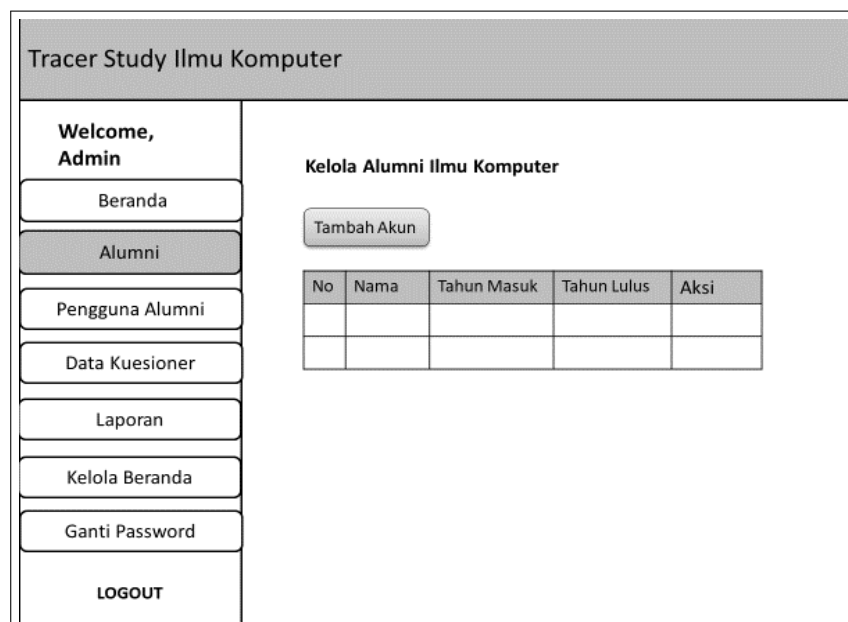 Tracer Study Ilmu Komputer
Welcome,
Admin
Beranda
Alumni
Pengguna Alumni
Data Kuesioner
Laporan
Kelola Beranda
Ganti Password
LOGOUT
Kelola Alumni Ilmu Komputer
Tambah Akun
No Nama Tahun Masuk Tahun Lulus Aksi